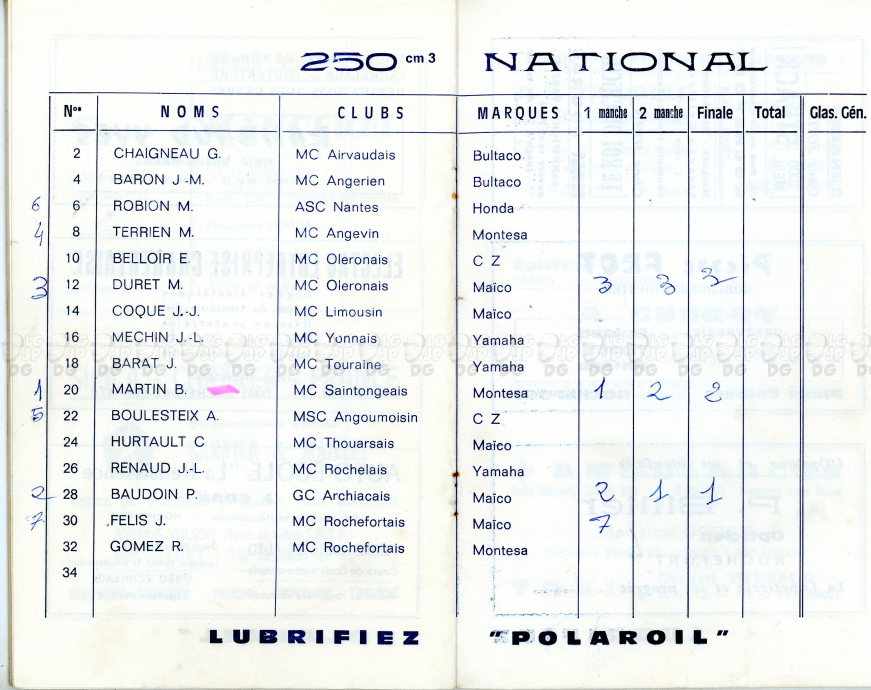 250 cm3 NATIONAL
Nos NOMS CLUBS MARQUES 1 manche 2 manche Finale Total Glas. Gén.
2 CHAIGNEAU G. MC Airvaudais Bultaco
4 BARON J.-M. MC Angerien Bultaco
6 6 ROBION M. ASC Nantes Honda
4 8 TERRIEN M. MC Angevin Montesa
10 BELLOIR E. MC Oleronais C Z
3 12 DURET M. MC Oleronais Maïco 3 3 3
14 COQUE J.-J. MC Limousin Maïco
16 MECHIN J.-L. MC Yonnais Yamaha
18 BARAT J. MC Touraine Yamaha
1 20 MARTIN B. MC Saintongeais Montesa 1 2 2
5 22 BOULESTEIX A. MSC Angoumoisin C Z
24 HURTAULT C MC Thouarsais Maïco
26 RENAUD J.-L. MC Rochelais Yamaha
2 28 BAUDOIN P. GC Archiacais Maïco 2 1 1
7 30 FELIS J. MC Rochefortais Maïco 7
32 GOMEZ R. MC Rochefortais Montesa
34
LUBRIFIEZ "POLAROIL"